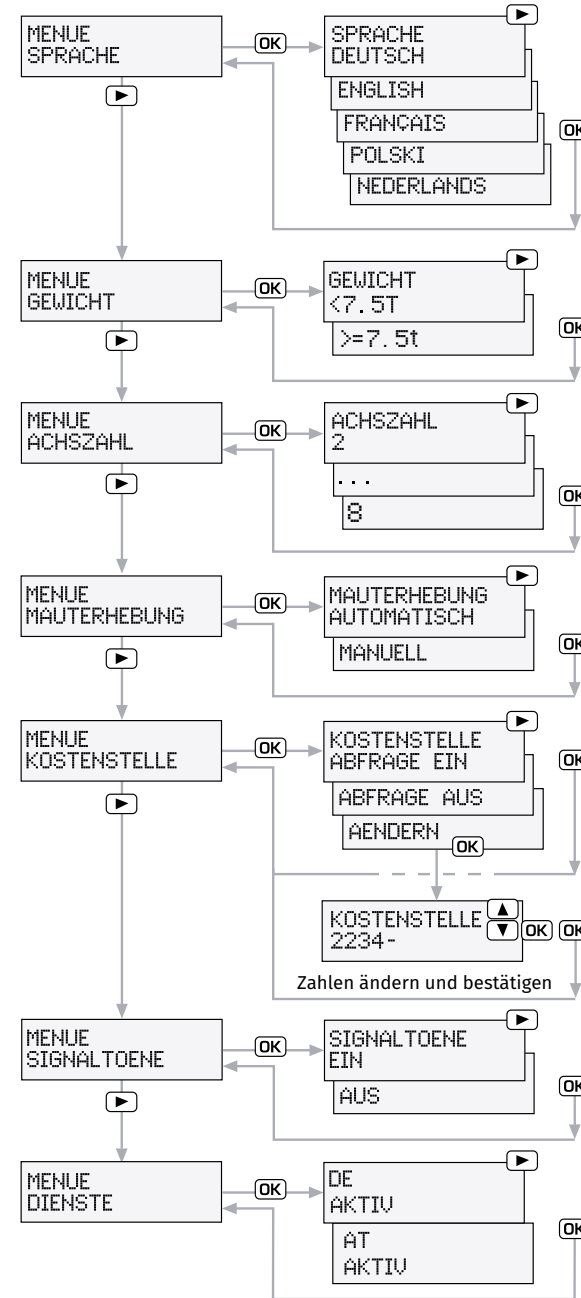 MENUE
SPRACHE
OK
SPRACHE
DEUTSCH
ENGLISH
FRANÇAIS
POLSKI
NEDERLANDS
OK
MENUE
GEWICHT
OK
GEWICHT
<7.5T
>=7.5t
OK
MENUE
ACHSZAHL
OK
ACHSZAHL
2
...
8
OK
MENUE
MAUTERHEBUNG
OK
MAUTERHEBUNG
AUTOMATISCH
MANUELL
OK
MENUE
KOSTENSTELLE
OK
KOSTENSTELLE
ABFRAGE EIN
ABFRAGE AUS
AENDERN
OK
OK
KOSTENSTELLE
2234-
OK OK
Zahlen ändern und bestätigen
MENUE
SIGNALTOENE
OK
SIGNALTOENE
EIN
AUS
OK
MENUE
DIENSTE
OK
DE
AKTIV
AT
AKTIV
OK